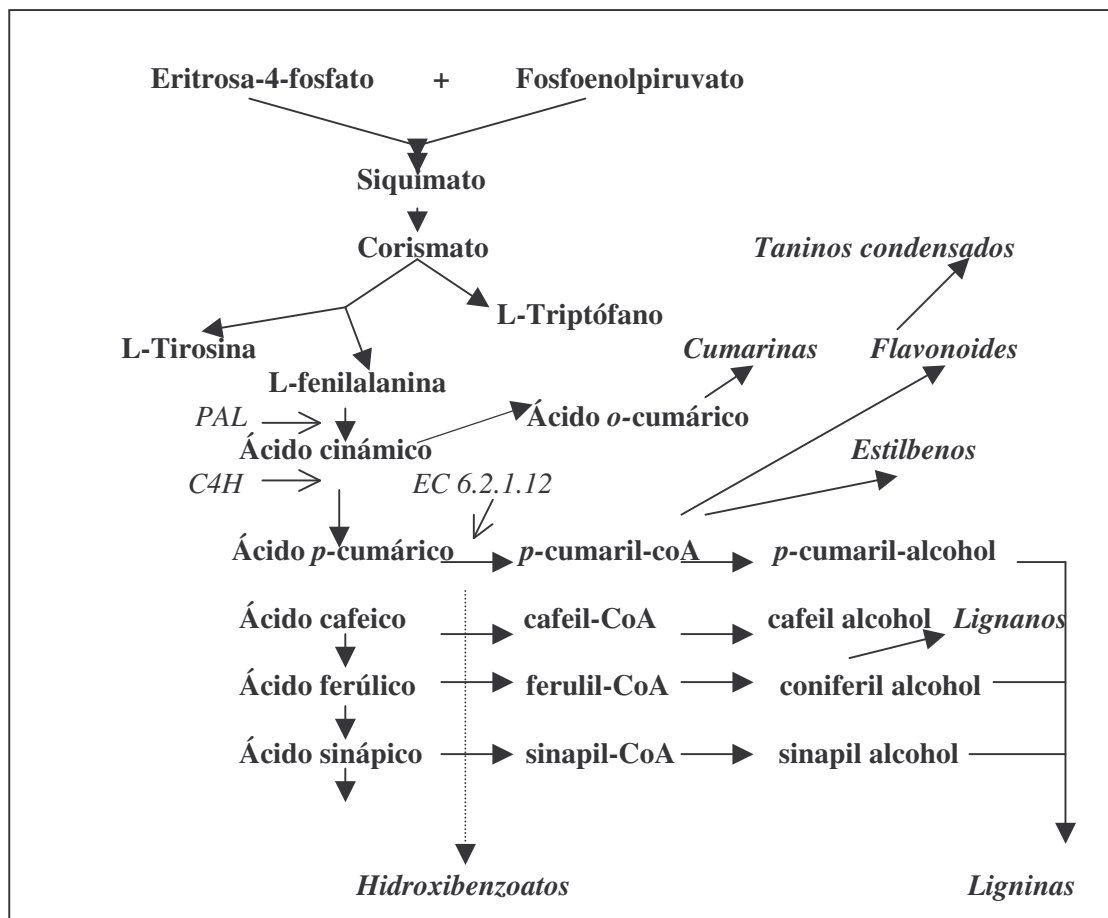 Eritrosa-4-fosfato + Fosfoenolpiruvato
Siquimato
Corismato
Taninos condensados
L-Triptófano
L-Tirosina
Cumarinas
Flavonoides
L-fenilalanina
PAL
Ácido o-cumárico
Ácido cinámico
Estilbenos
C4H
EC 6.2.1.12
Ácido p-cumárico p-cumaril-coA p-cumaril-alcohol
Ácido cafeico cafeil-CoA cafeil alcohol Lignanos
Ácido ferúlico ferulil-CoA coniferil alcohol
Ácido sinápico sinapil-CoA sinapil alcohol
Hidroxibenzoatos Ligninas